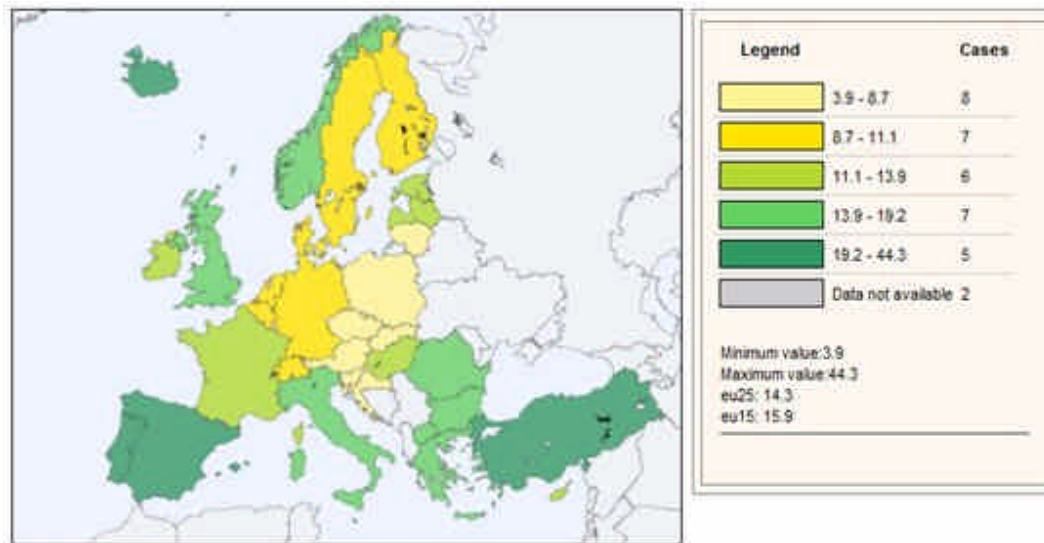 Legend Cases
3.9 - 8.7 8
8.7 - 11.1 7
11.1 - 13.9 6
13.9 - 19.2 7
19.2 - 44.3 5
Data not available 2
Minimum value:3.9
Maximum value:44.3
eu25: 14.3
eu15: 15.9